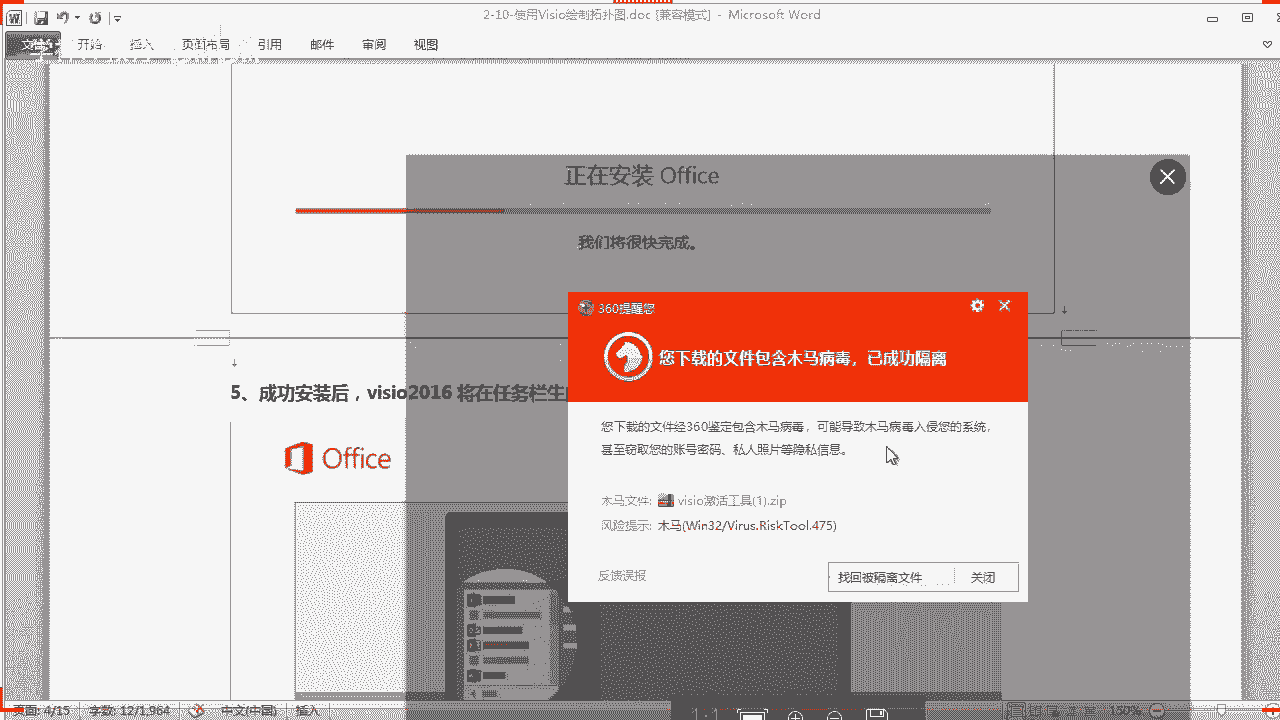 2-10-使用Visio绘制拓扑图.doc [兼容模式] - Microsoft Word
文件 开始 插入 页面布局 引用 邮件 审阅 视图
正在安装 Office
我们将很快完成。
360提醒您
您下载的文件包含木马病毒，已成功隔离
5、成功安装后，visio2016 将在任务栏生
您下载的文件经360鉴定包含木马病毒，可能导致木马病毒入侵您的系统，
甚至窃取您的账号密码、私人照片等隐私信息。
Office
木马文件: visio激活工具(1).zip
风险提示: 木马(Win32/Virus.RiskTool.475)
反馈误报
找回被隔离文件 关闭
页面: 4/15 字数: 12/1,964 中文(中国) 插入
1:1
150%